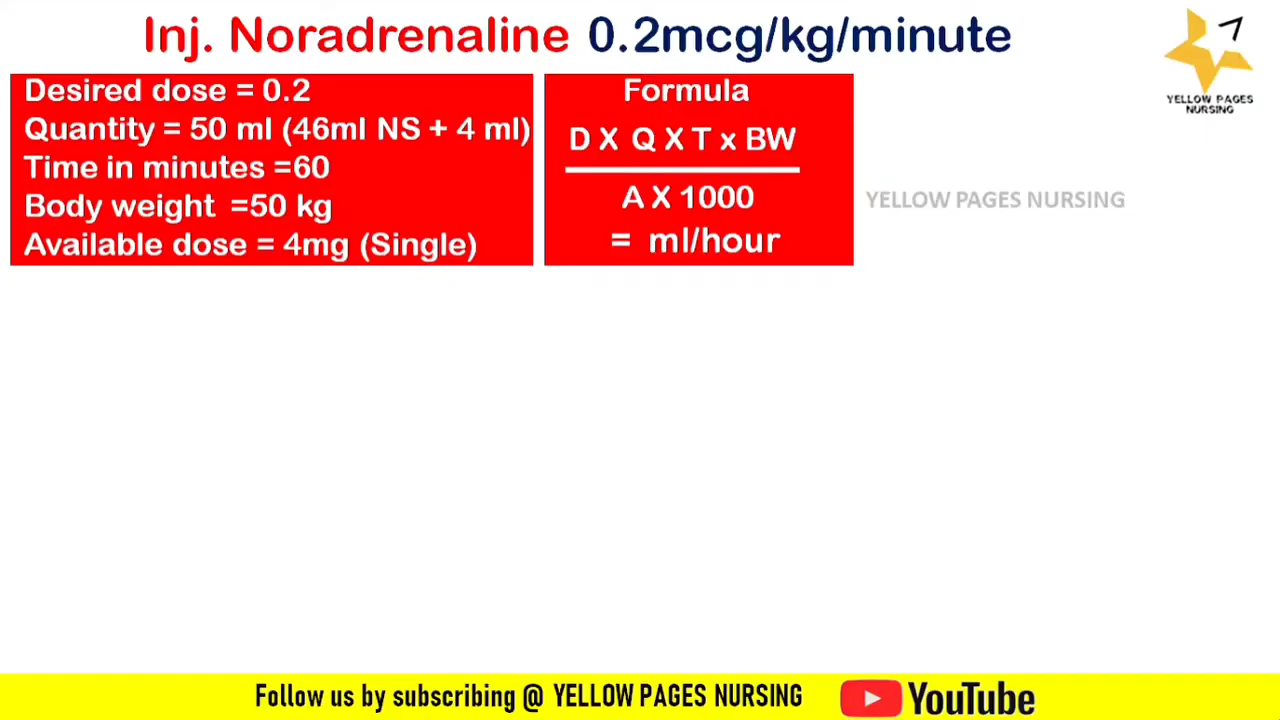 Inj. Noradrenaline 0.2mcg/kg/minute
YELLOW PAGES
NURSING
Desired dose = 0.2
Quantity = 50 ml (46ml NS + 4 ml)
Time in minutes =60
Body weight =50 kg
Available dose = 4mg (Single)
Formula
D X Q X T x BW
A X 1000
= ml/hour
YELLOW PAGES NURSING
Follow us by subscribing @ YELLOW PAGES NURSING YouTube